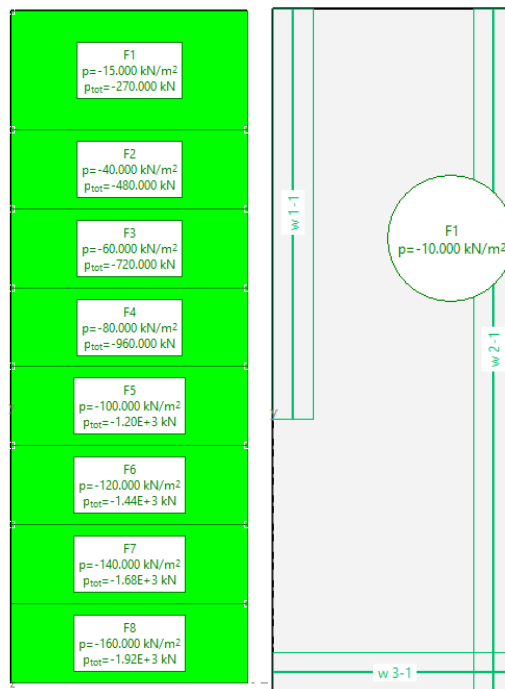 F1
p=-15.000 kN/m²
ptot=-270.000 kN
F2
p=-40.000 kN/m²
ptot=-480.000 kN
F3
p=-60.000 kN/m²
ptot=-720.000 kN
F4
p=-80.000 kN/m²
ptot=-960.000 kN
F5
p=-100.000 kN/m²
ptot=-1.20E+3 kN
F6
p=-120.000 kN/m²
ptot=-1.44E+3 kN
F7
p=-140.000 kN/m²
ptot=-1.68E+3 kN
F8
p=-160.000 kN/m²
ptot=-1.92E+3 kN
w 1-1
F1
p=-10.000 kN/m²
w 2-1
y
w 3-1